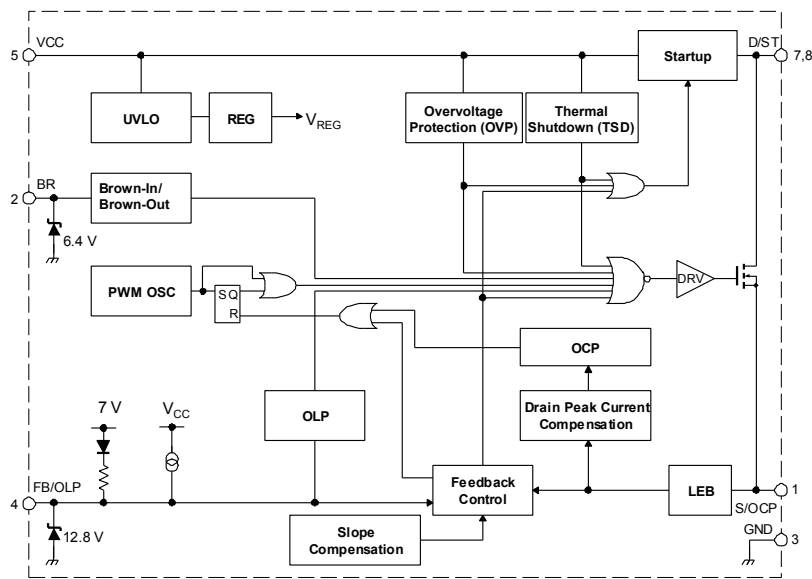 5
VCC
Startup
D/ST
7,8
UVLO
REG
VREG
Overvoltage
Protection (OVP)
Thermal
Shutdown (TSD)
2
BR
Brown-In/
Brown-Out
6.4 V
PWM OSC
S Q
R
DRV
OCP
7 V
VCC
OLP
Drain Peak Current
Compensation
4
FB/OLP
Feedback
Control
LEB
1
S/OCP
12.8 V
Slope
Compensation
GND
3